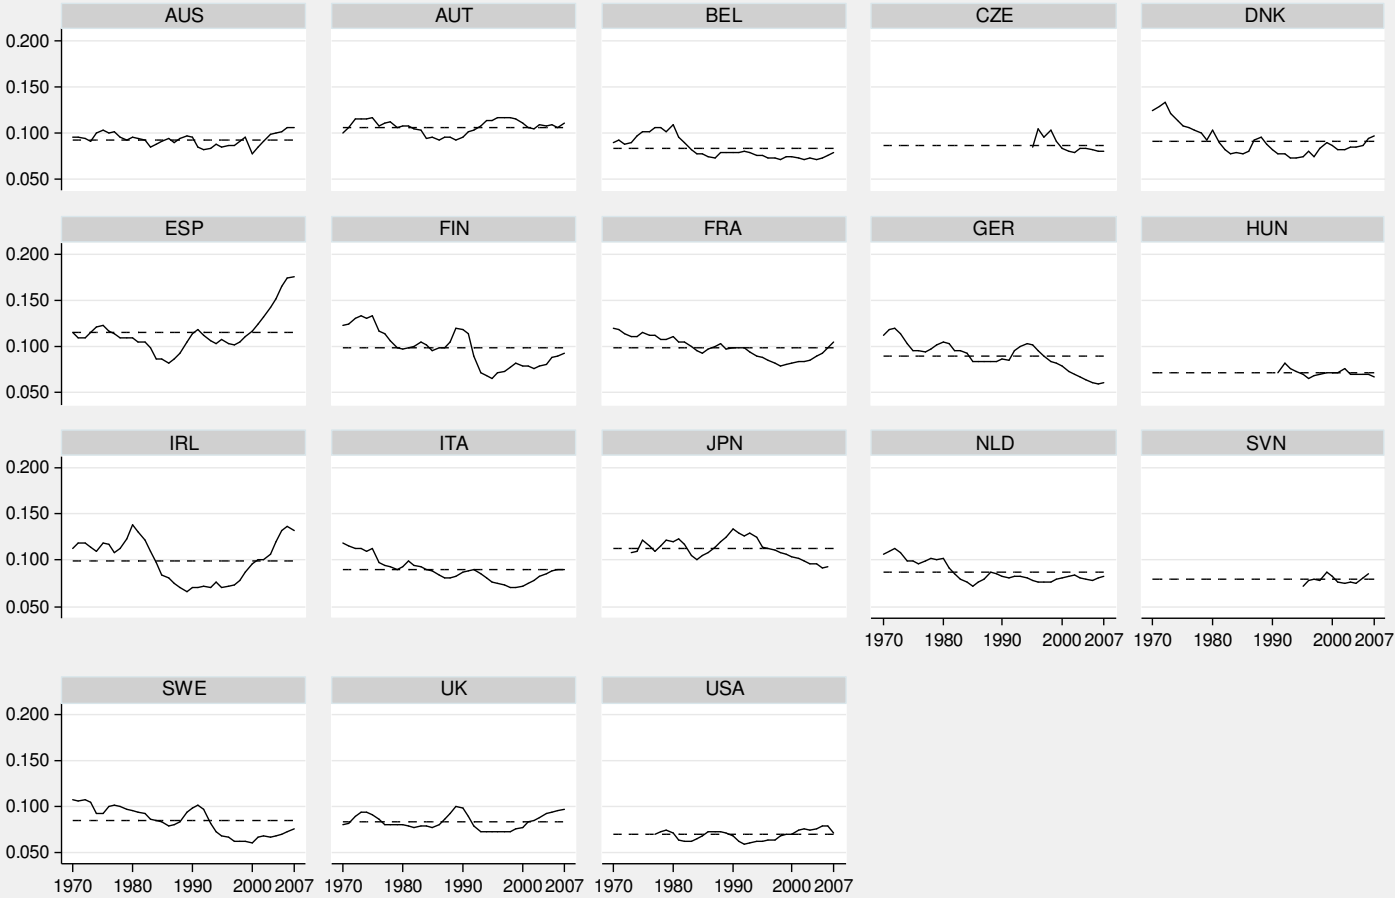 AUS AUT BEL CZE DNK
0.200
0.150
0.100
0.050
ESP FIN FRA GER HUN
0.200
0.150
0.100
0.050
IRL ITA JPN NLD SVN
0.200
0.150
0.100
0.050
1970 1980 1990 2000 2007 1970 1980 1990 2000 2007
SWE UK USA
0.200
0.150
0.100
0.050
1970 1980 1990 2000 2007 1970 1980 1990 2000 2007 1970 1980 1990 2000 2007